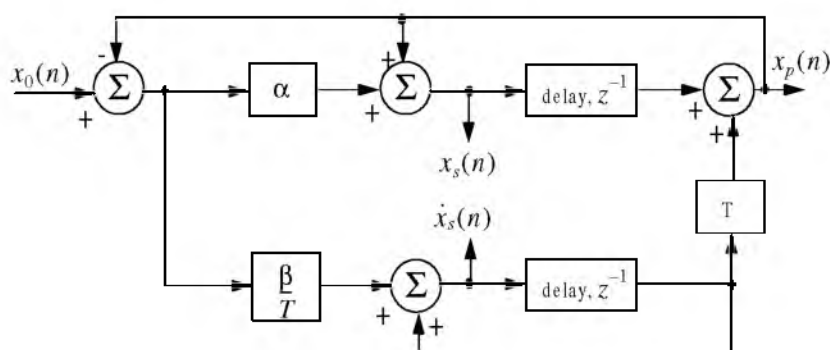 -
+
x₀(n)
Σ
α
Σ
delay, z⁻¹
Σ
xₚ(n)
+
+
+
+
xₛ(n)
T
ẋₛ(n)
β
T
Σ
delay, z⁻¹
+
+
+